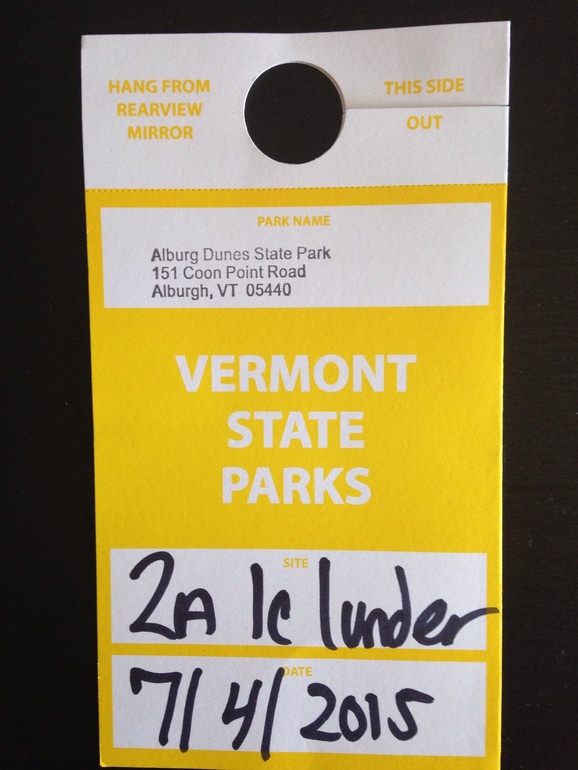 HANG FROM
REARVIEW
MIRROR
THIS SIDE
OUT
PARK NAME
Alburg Dunes State Park
151 Coon Point Road
Alburgh, VT 05440
VERMONT
STATE
PARKS
SITE
2A 1c 1under
DATE
7/4/2015